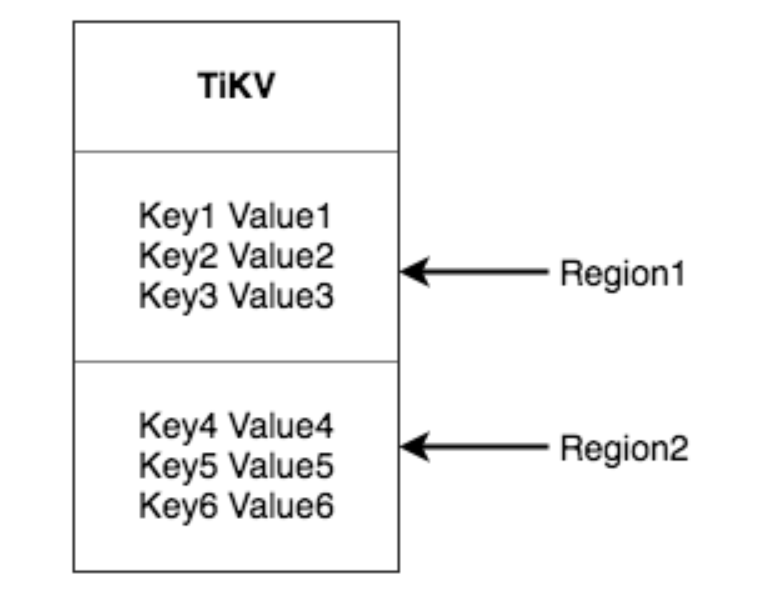 TiKV
Key1 Value1
Key2 Value2
Key3 Value3
Region1
Key4 Value4
Key5 Value5
Key6 Value6
Region2